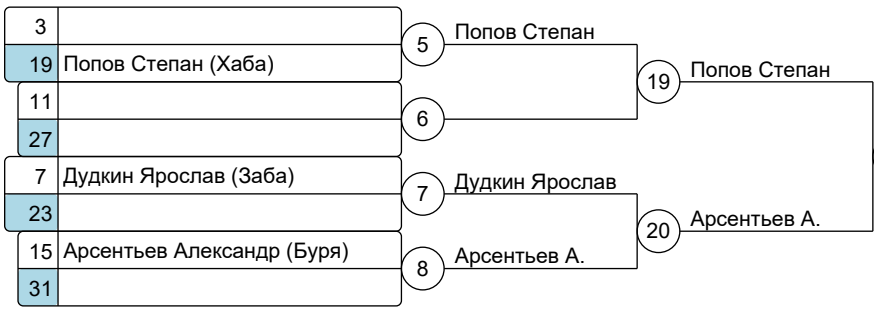 3
19 Попов Степан (Хаба)
5 Попов Степан
11
27
6
19 Попов Степан
7 Дудкин Ярослав (Заба)
23
7 Дудкин Ярослав
15 Арсентьев Александр (Буря)
31
8 Арсентьев А.
20 Арсентьев А.